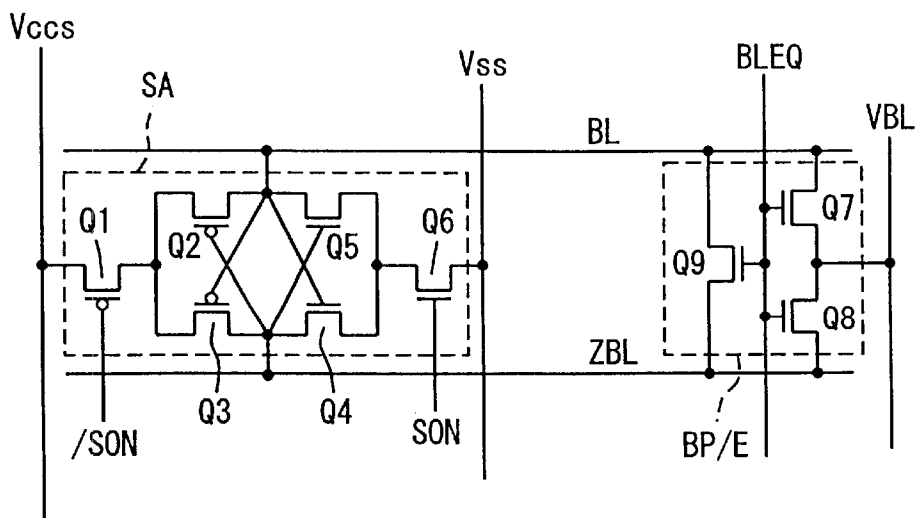 Vccs
SA
Vss
BLEQ
BL
VBL
Q1
Q2
Q5
Q6
Q9
Q7
Q8
Q3
Q4
ZBL
/SON
SON
BP/E